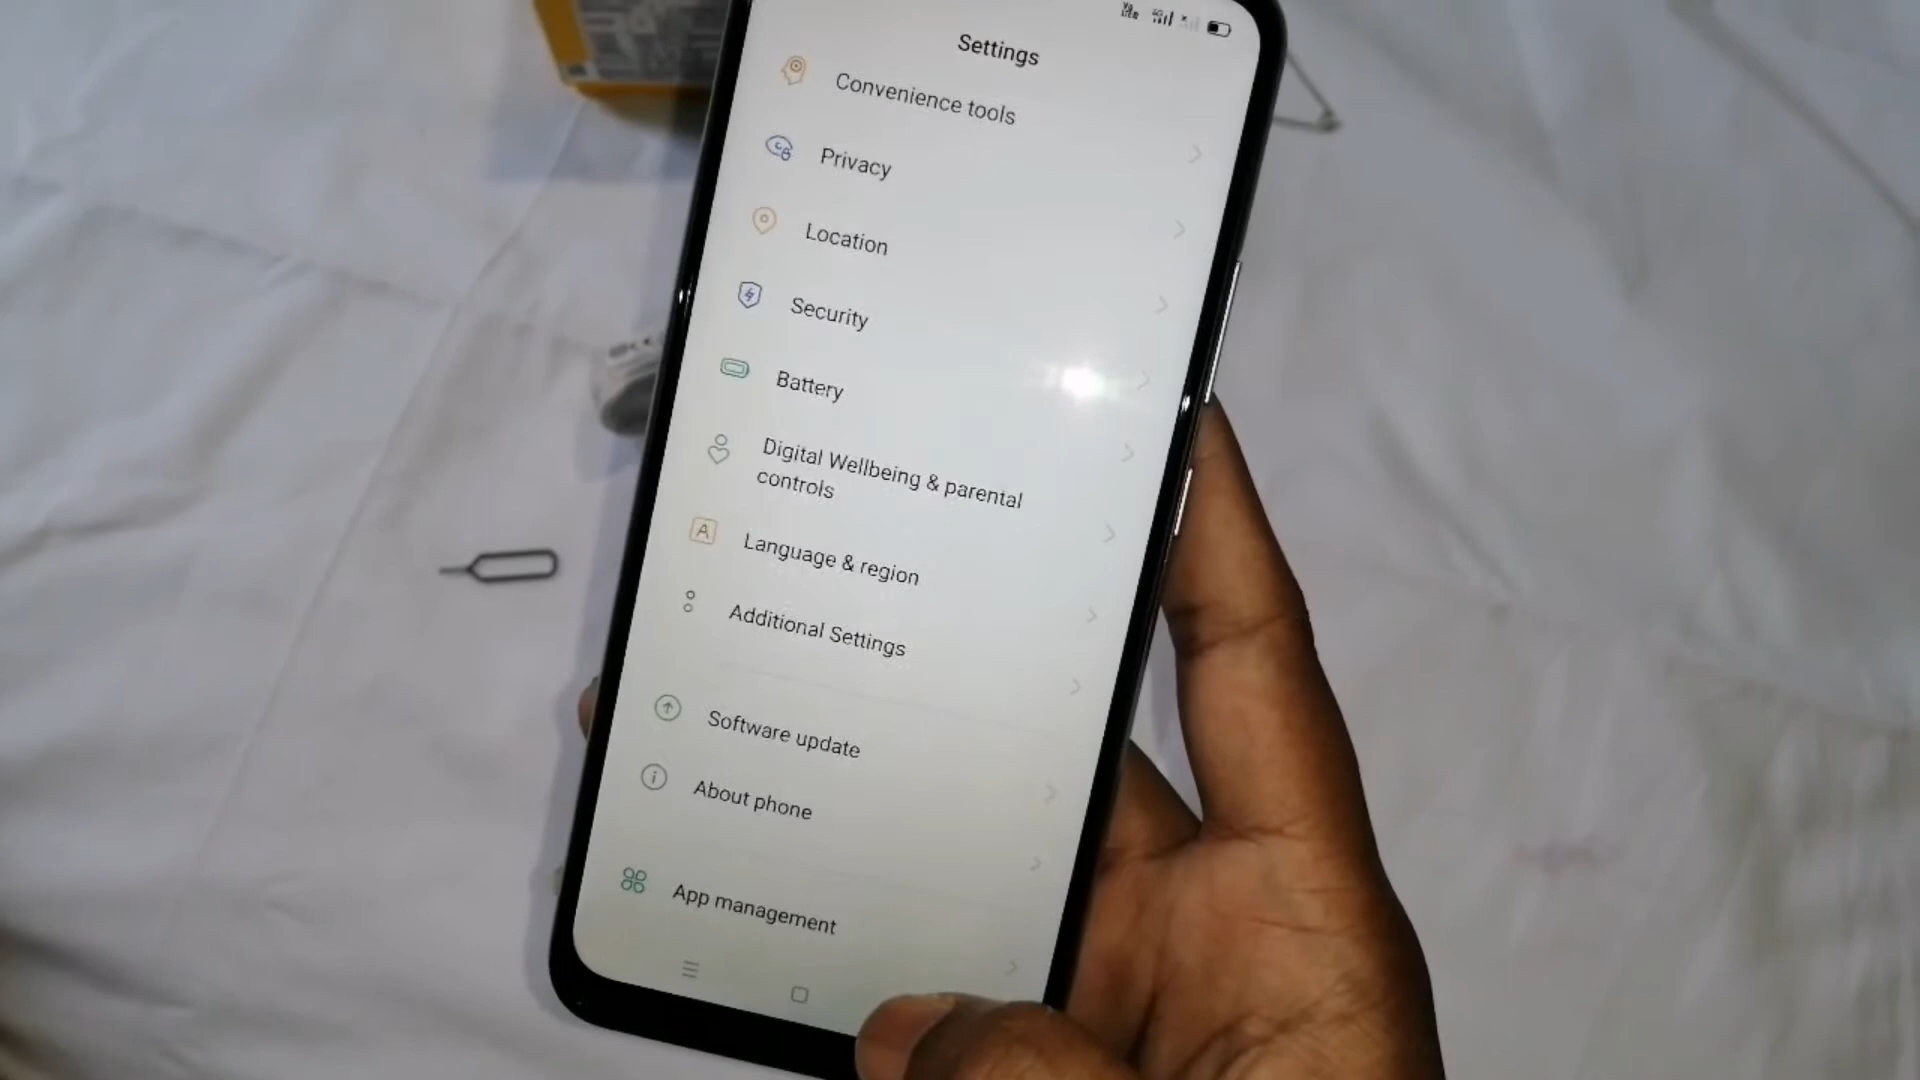 Settings
Convenience tools
Privacy
Location
Security
Battery
Digital Wellbeing & parental
controls
A
Language & region
Additional Settings
Software update
About phone
App management